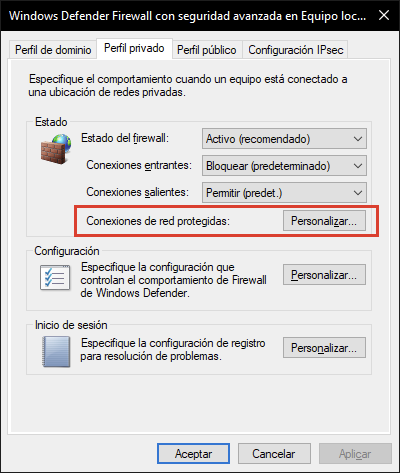 Windows Defender Firewall con seguridad avanzada en Equipo loc...
Perfil de dominio Perfil privado Perfil público Configuración IPsec
Especifique el comportamiento cuando un equipo está conectado a
una ubicación de redes privadas.
Estado
Estado del firewall: Activo (recomendado)
Conexiones entrantes: Bloquear (predeterminado)
Conexiones salientes: Permitir (predet.)
Conexiones de red protegidas: Personalizar...
Configuración
Especifique la configuración que
controlan el comportamiento de Firewall
de Windows Defender.
Personalizar...
Inicio de sesión
Especifique la configuración de registro
para resolución de problemas.
Personalizar...
Aceptar Cancelar Aplicar